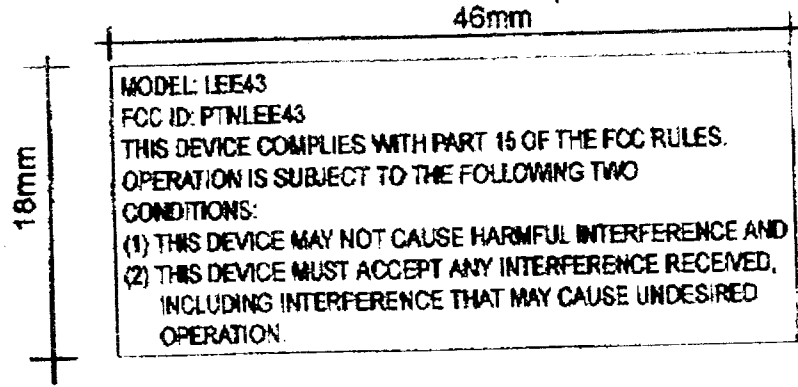 46mm
18mm
MODEL: LEE43
FCC ID: PTNLEE43
THIS DEVICE COMPLIES WITH PART 15 OF THE FCC RULES.
OPERATION IS SUBJECT TO THE FOLLOWING TWO
CONDITIONS:
(1) THIS DEVICE MAY NOT CAUSE HARMFUL INTERFERENCE AND
(2) THIS DEVICE MUST ACCEPT ANY INTERFERENCE RECEIVED,
INCLUDING INTERFERENCE THAT MAY CAUSE UNDESIRED
OPERATION.